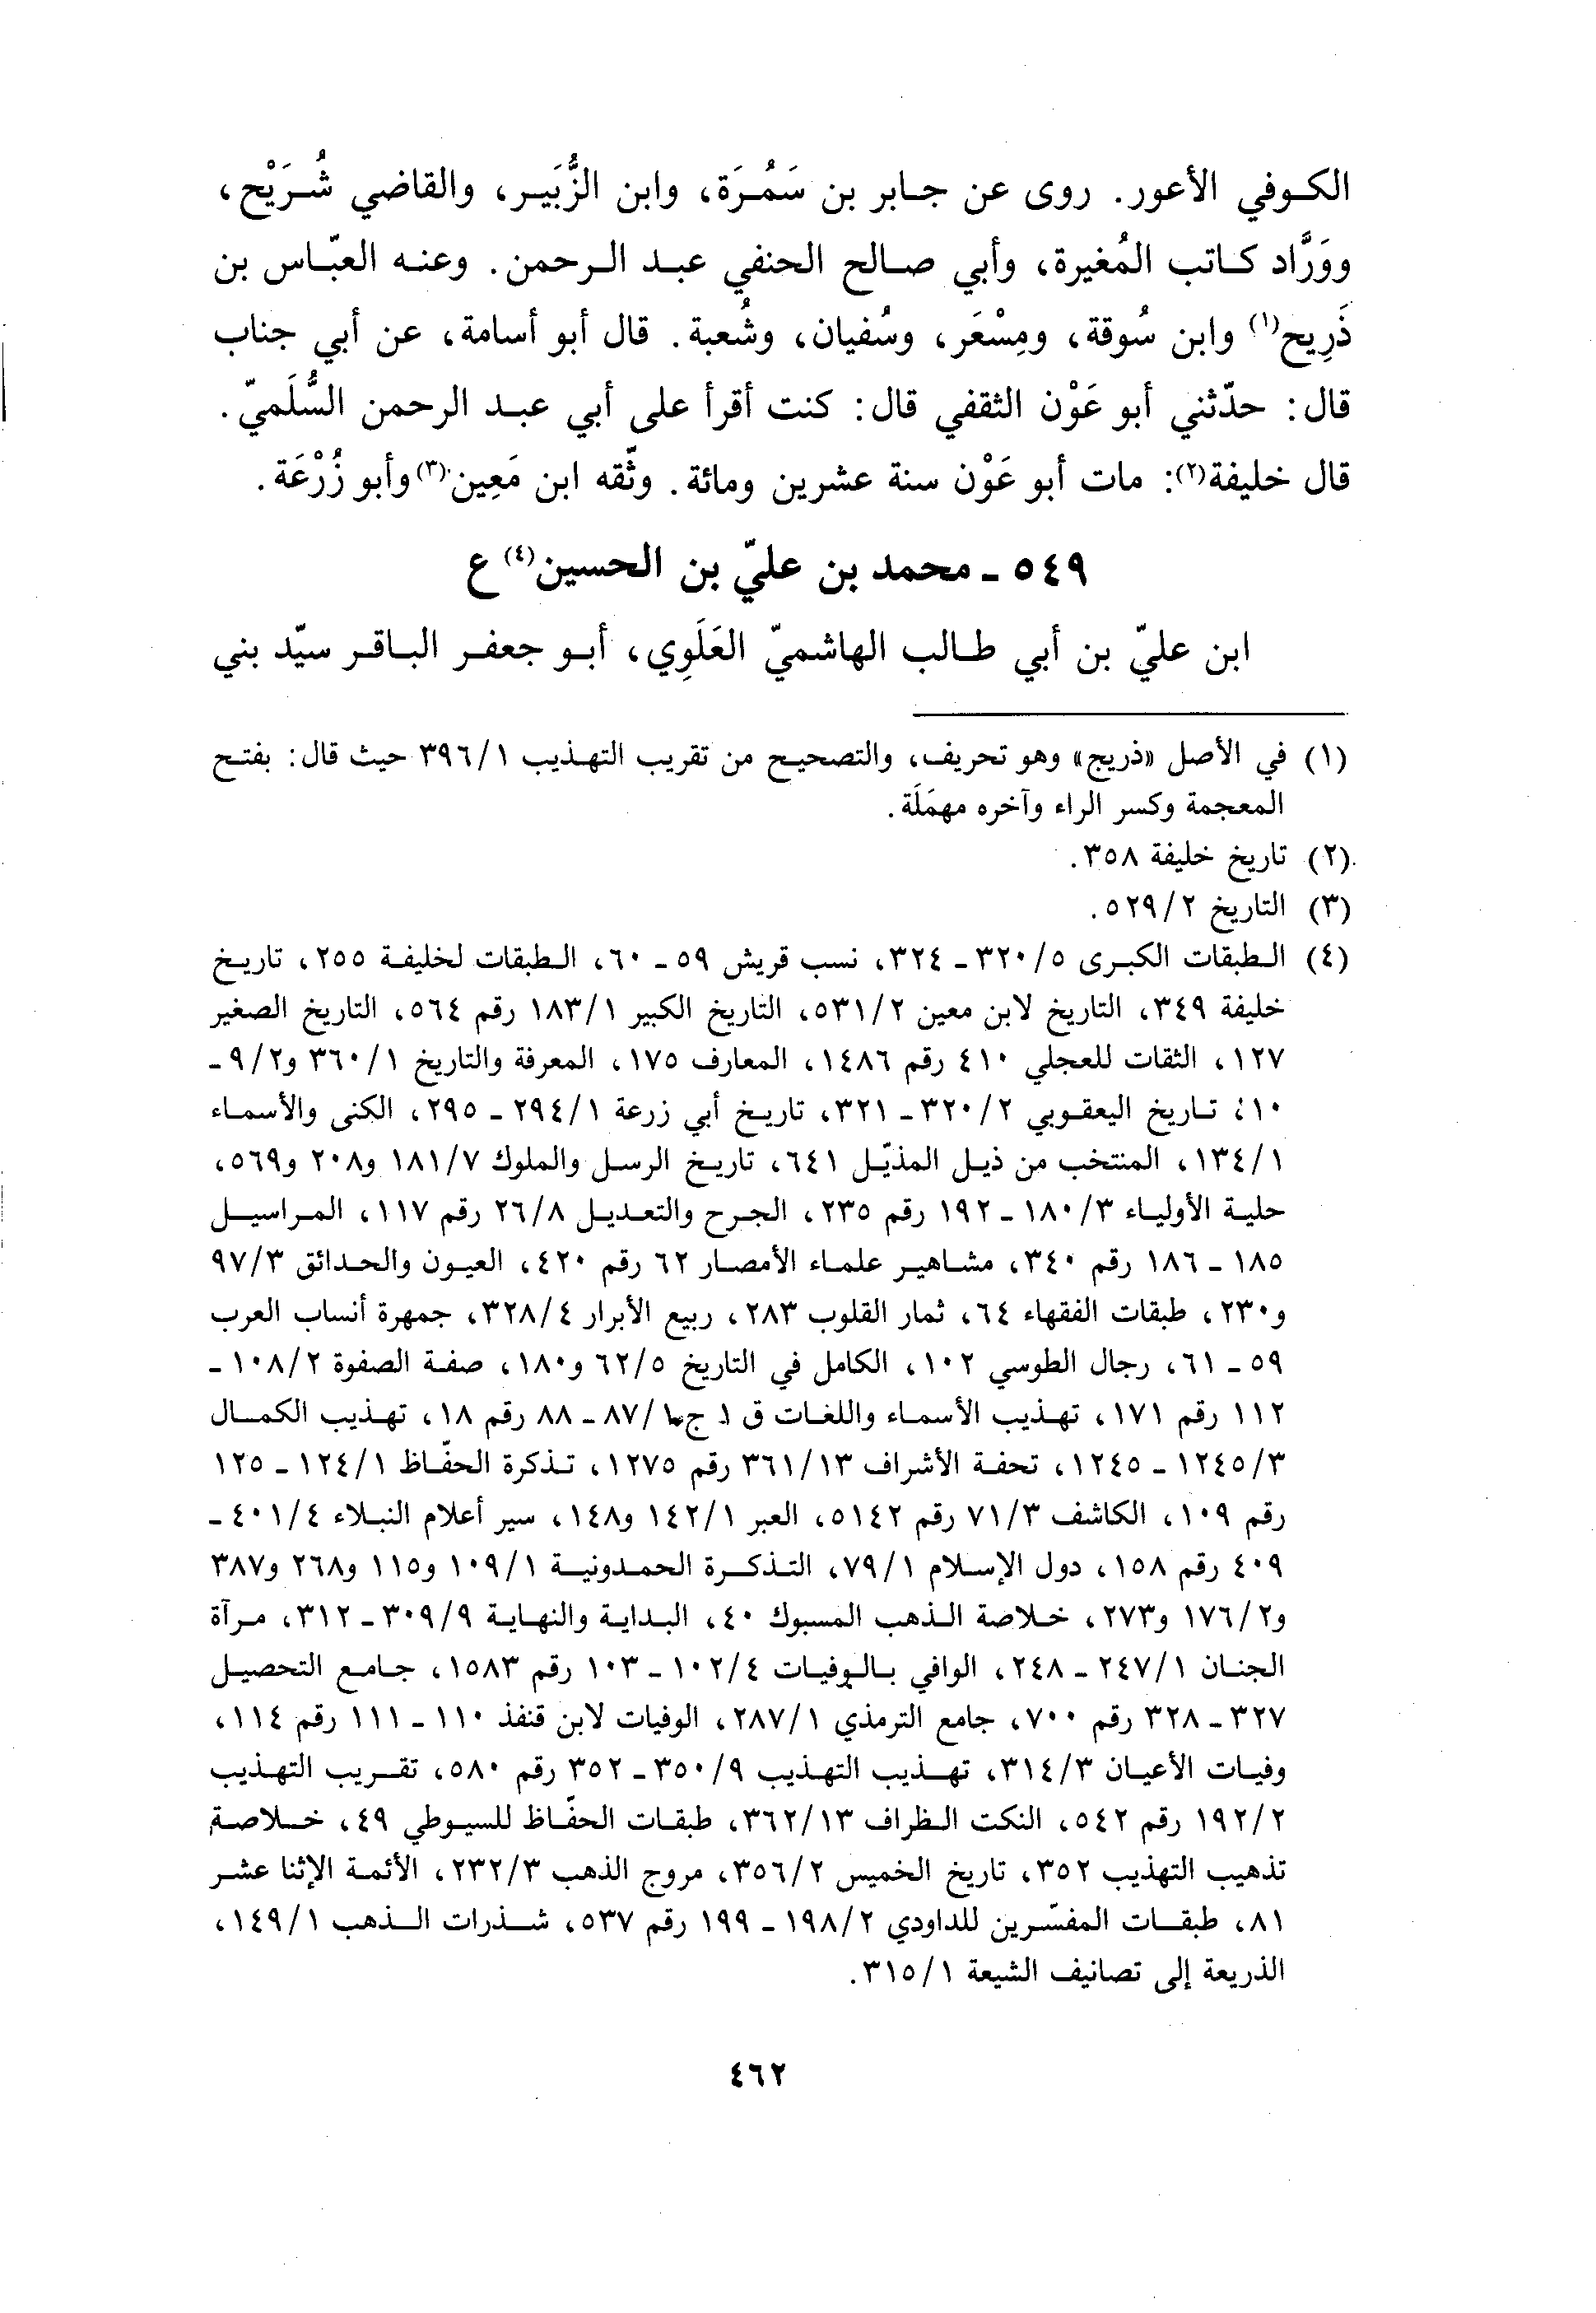 الكوفي الأعور. روى عن جابر بن سَمُرَة، وابن الزُّبَير، والقاضي شُرَيْح،
ووَرَّاد كاتب المُغيرة، وأبي صالح الحنفي عبد الرحمن. وعنه العبّاس بن
ذَرِيح(١) وابن سُوقة، ومِسْعَر، وسُفيان، وشُعبة. قال أبو أسامة، عن أبي جناب
قال: حدّثني أبو عَوْن الثقفي قال: كنت أقرأ على أبي عبد الرحمن السُّلَميّ.
قال خليفة(٢): مات أبو عَوْن سنة عشرين ومائة. وثّقه ابن مَعِين(٣) وأبو زُرْعَة.
٥٤٩ ـ محمد بن عليّ بن الحسين(٤) ع
ابن عليّ بن أبي طالب الهاشميّ العَلَوِي، أبو جعفر الباقر سيّد بني
(١) في الأصل «ذريج» وهو تحريف، والتصحيح من تقريب التهذيب ٣٩٦/١ حيث قال: بفتح
المعجمة وكسر الراء وآخره مهمَلَة.
(٢) تاريخ خليفة ٣٥٨.
(٣) التاريخ ٥٢٩/٢.
(٤) الطبقات الكبرى ٣٢٠/٥ ـ ٣٢٤، نسب قريش ٥٩ ـ ٦٠، الطبقات لخليفة ٢٥٥، تاريخ
خليفة ٣٤٩، التاريخ لابن معين ٥٣١/٢، التاريخ الكبير ١٨٣/١ رقم ٥٦٤، التاريخ الصغير
١٢٧، الثقات للعجلي ٤١٠ رقم ١٤٨٦، المعارف ١٧٥، المعرفة والتاريخ ٣٦٠/١ و٩/٢ ـ
١٠، تاريخ اليعقوبي ٣٢٠/٢ ـ ٣٢١، تاريخ أبي زرعة ٢٩٤/١ ـ ٢٩٥، الكنى والأسماء
١٣٤/١، المنتخب من ذيل المذيّل ٦٤١، تاريخ الرسل والملوك ١٨١/٧ و٢٠٨ و٥٦٩،
حلية الأولياء ١٨٠/٣ ـ ١٩٢ رقم ٢٣٥، الجرح والتعديل ٢٦/٨ رقم ١١٧، المراسيل
١٨٥ ـ ١٨٦ رقم ٣٤٠، مشاهير علماء الأمصار ٦٢ رقم ٤٢٠، العيون والحدائق ٩٧/٣
و٢٣٠، طبقات الفقهاء ٦٤، ثمار القلوب ٢٨٣، ربيع الأبرار ٣٢٨/٤، جمهرة أنساب العرب
٥٩ ـ ٦١، رجال الطوسي ١٠٢، الكامل في التاريخ ٦٢/٥ و١٨٠، صفة الصفوة ١٠٨/٢ ـ
١١٢ رقم ١٧١، تهذيب الأسماء واللغات ق ١ ج ١/ ٨٧ ـ ٨٨ رقم ١٨، تهذيب الكمال
١٢٤٥/٣ ـ ١٢٤٥، تحفة الأشراف ٣٦١/١٣ رقم ١٢٧٥، تذكرة الحفّاظ ١٢٤/١ ـ ١٢٥
رقم ١٠٩، الكاشف ٧١/٣ رقم ٥١٤٢، العبر ١٤٢/١ و١٤٨، سير أعلام النبلاء ٤٠١/٤ ـ
٤٠٩ رقم ١٥٨، دول الإسلام ٧٩/١، التذكرة الحمدونية ١٠٩/١ و١١٥ و٢٦٨ و٣٨٧
و١٧٦/٢ و٢٧٣، خلاصة الذهب المسبوك ٤٠، البداية والنهاية ٣٠٩/٩ ـ ٣١٢، مرآة
الجنان ٢٤٧/١ ـ ٢٤٨، الوافي بالوفيات ١٠٢/٤ ـ ١٠٣ رقم ١٥٨٣، جامع التحصيل
٣٢٧ ـ ٣٢٨ رقم ٧٠٠، جامع الترمذي ٢٨٧/١، الوفيات لابن قنفذ ١١٠ ـ ١١١ رقم ١١٤،
وفيات الأعيان ٣١٤/٣، تهذيب التهذيب ٣٥٠/٩ ـ ٣٥٢ رقم ٥٨٠، تقريب التهذيب
١٩٢/٢ رقم ٥٤٢، النكت الظراف ٣٦٢/١٣، طبقات الحفّاظ للسيوطي ٤٩، خلاصة
تذهيب التهذيب ٣٥٢، تاريخ الخميس ٣٥٦/٢، مروج الذهب ٢٣٢/٣، الأئمة الإثنا عشر
٨١، طبقات المفسّرين للداودي ١٩٨/٢ ـ ١٩٩ رقم ٥٣٧، شذرات الذهب ١٤٩/١،
الذريعة إلى تصانيف الشيعة ٣١٥/١.
٤٦٢